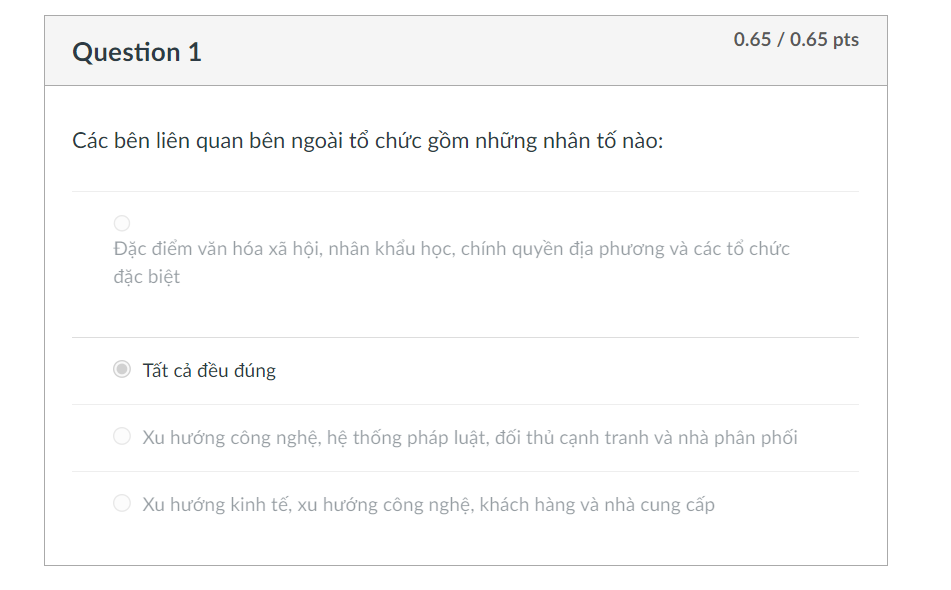 Question 1
0.65 / 0.65 pts
Các bên liên quan bên ngoài tổ chức gồm những nhân tố nào:
Đặc điểm văn hóa xã hội, nhân khẩu học, chính quyền địa phương và các tổ chức
đặc biệt
Tất cả đều đúng
Xu hướng công nghệ, hệ thống pháp luật, đối thủ cạnh tranh và nhà phân phối
Xu hướng kinh tế, xu hướng công nghệ, khách hàng và nhà cung cấp